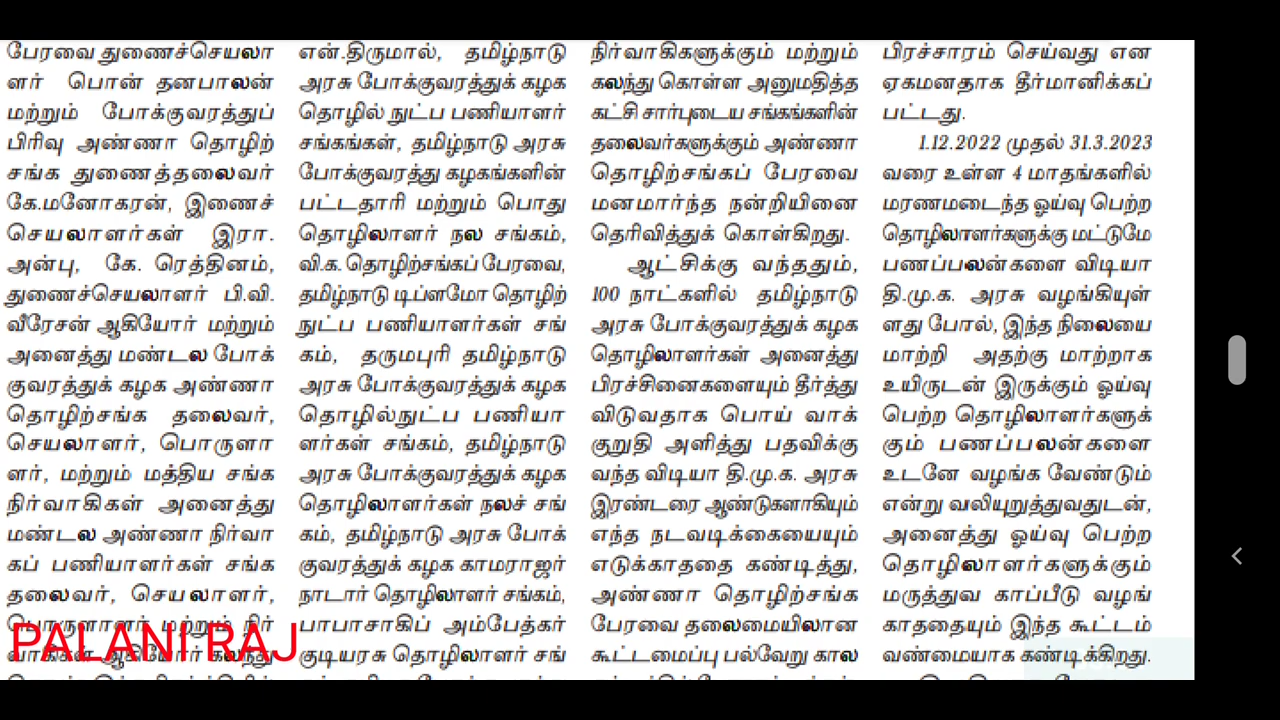 பேரவை துணைச்செயலா
ளர் பொன் தனபாலன்
மற்றும் போக்குவரத்துப்
பிரிவு அண்ணா தொழிற்
சங்க துணைத்தலைவர்
கே.மனோகரன், இணைச்
செயலாளர்கள் இரா.
அன்பு, கே. ரெத்தினம்,
துணைச்செயலாளர் பி.வி.
வீரேசன் ஆகியோர் மற்றும்
அனைத்து மண்டல போக்
குவரத்துக் கழக அண்ணா
தொழிற்சங்க தலைவர்,
செயலாளர், பொருளா
ளர், மற்றும் மத்திய சங்க
நிர்வாகிகள் அனைத்து
மண்டல அண்ணா நிர்வா
கப் பணியாளர்கள் சங்க
தலைவர், செயலாளர்,
பொருளாளர் மற்றும் நிர்
வாகிகள் ஆகியோர் கலந்து
என்.திருமால், தமிழ்நாடு
அரசு போக்குவரத்துக் கழக
தொழில் நுட்ப பணியாளர்
சங்கங்கள், தமிழ்நாடு அரசு
போக்குவரத்து கழகங்களின்
பட்டதாரி மற்றும் பொது
தொழிலாளர் நல சங்கம்,
வி.க. தொழிற்சங்கப் பேரவை,
தமிழ்நாடு டிப்ளமோ தொழிற்
நுட்ப பணியாளர்கள் சங்
கம், தருமபுரி தமிழ்நாடு
அரசு போக்குவரத்துக் கழக
தொழில்நுட்ப பணியா
ளர்கள் சங்கம், தமிழ்நாடு
அரசு போக்குவரத்துக் கழக
தொழிலாளர்கள் நலச் சங்
கம், தமிழ்நாடு அரசு போக்
குவரத்துக் கழக காமராஜர்
நாடார் தொழிலாளர் சங்கம்,
பாபாசாகிப் அம்பேத்கர்
குடியரசு தொழிலாளர் சங்
நிர்வாகிகளுக்கும் மற்றும்
கலந்து கொள்ள அனுமதித்த
கட்சி சார்புடைய சங்கங்களின்
தலைவர்களுக்கும் அண்ணா
தொழிற்சங்கப் பேரவை
மனமார்ந்த நன்றியினை
தெரிவித்துக் கொள்கிறது.
ஆட்சிக்கு வந்ததும்,
100 நாட்களில் தமிழ்நாடு
அரசு போக்குவரத்துக் கழக
தொழிலாளர்கள் அனைத்து
பிரச்சினைகளையும் தீர்த்து
விடுவதாக பொய் வாக்
குறுதி அளித்து பதவிக்கு
வந்த விடியா தி.மு.க. அரசு
இரண்டரை ஆண்டுகளாகியும்
எந்த நடவடிக்கையையும்
எடுக்காததை கண்டித்து,
அண்ணா தொழிற்சங்க
பேரவை தலைமையிலான
கூட்டமைப்பு பல்வேறு கால
பிரச்சாரம் செய்வது என
ஏகமனதாக தீர்மானிக்கப்
பட்டது.
1.12.2022 முதல் 31.3.2023
வரை உள்ள 4 மாதங்களில்
மரணமடைந்த ஓய்வு பெற்ற
தொழிலாளர்களுக்கு மட்டுமே
பணப்பலன்களை விடியா
தி.மு.க. அரசு வழங்கியுள்
ளது போல், இந்த நிலையை
மாற்றி அதற்கு மாற்றாக
உயிருடன் இருக்கும் ஓய்வு
பெற்ற தொழிலாளர்களுக்
கும் பணப்பலன்களை
உடனே வழங்க வேண்டும்
என்று வலியுறுத்துவதுடன்,
அனைத்து ஓய்வு பெற்ற
தொழிலாளர்களுக்கும்
மருத்துவ காப்பீடு வழங்
காததையும் இந்த கூட்டம்
வண்மையாக கண்டிக்கிறது.
PALANI RAJ